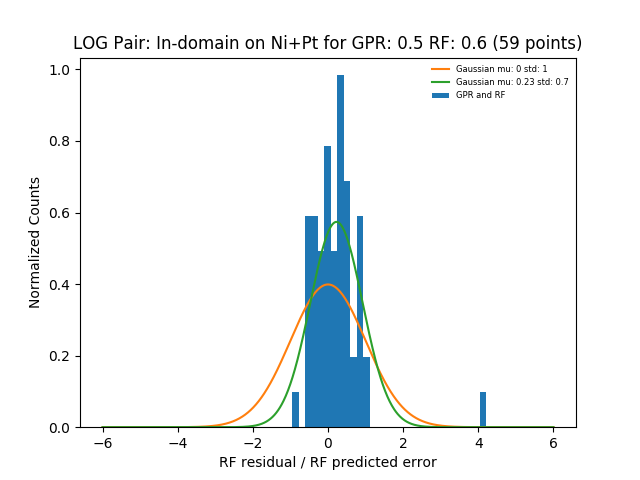 LOG Pair: In-domain on Ni+Pt for GPR: 0.5 RF: 0.6 (59 points)
Gaussian mu: 0 std: 1
Gaussian mu: 0.23 std: 0.7
GPR and RF
Normalized Counts
1.0
0.8
0.6
0.4
0.2
0.0
−6 −4 −2 0 2 4 6
RF residual / RF predicted error